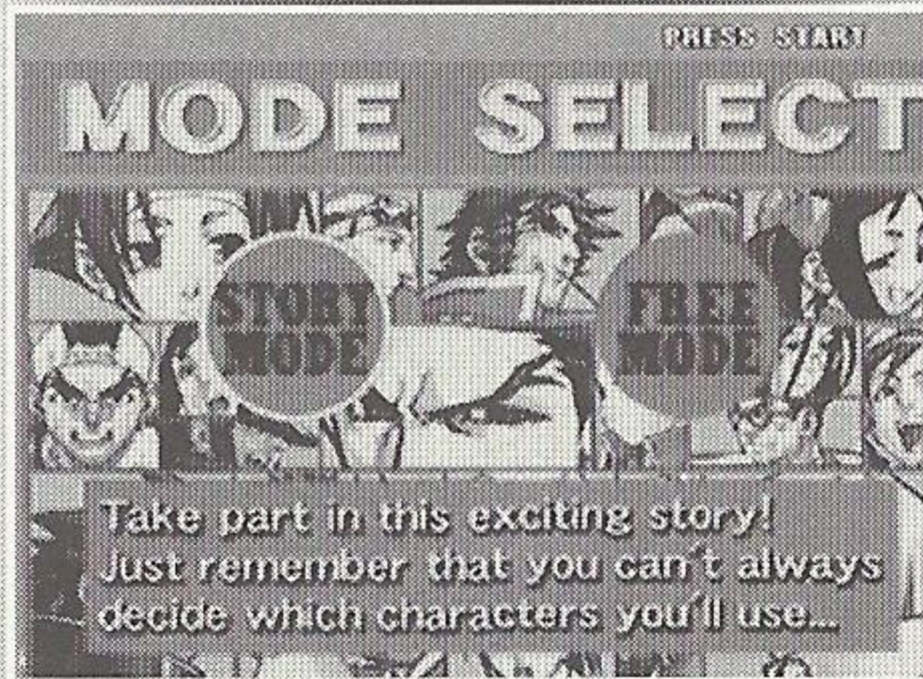 PRESS START
MODE SELECT
STORY
MODE
FREE
MODE
Take part in this exciting story!
Just remember that you can't always
decide which characters you'll use...